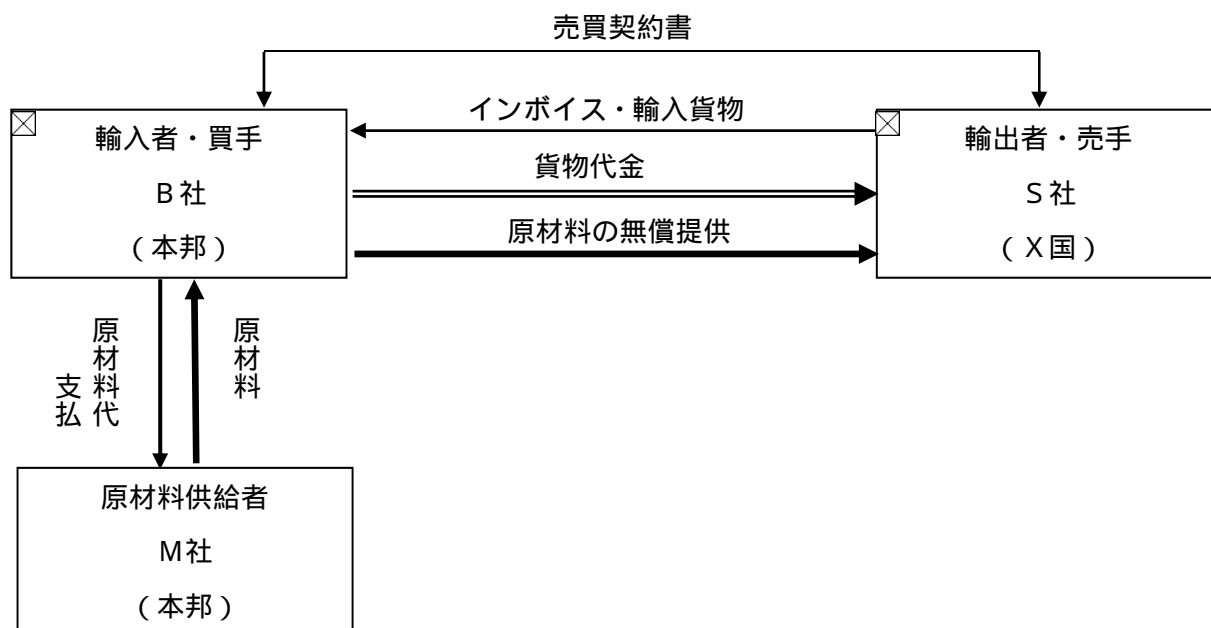 売買契約書
インボイス・輸入貨物
輸入者・買手
B社
(本邦)
輸出者・売手
S社
(X国)
貨物代金
原材料の無償提供
原材料代
支払
原材料
原材料供給者
M社
(本邦)